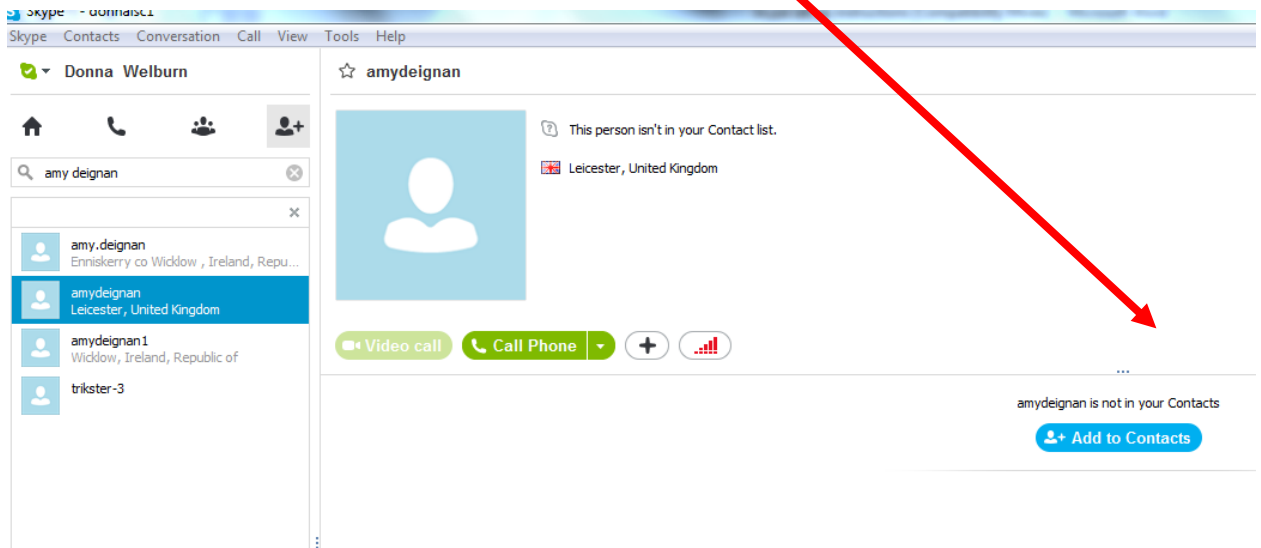 Skype - donnaisc1
Skype Contacts Conversation Call View Tools Help
Donna Welburn
amydeignan
This person isn't in your Contact list.
amy deignan
Leicester, United Kingdom
amy.deignan
Enniskerry co Wicklow , Ireland, Repu...
amydeignan
Leicester, United Kingdom
amydeignan1
Wicklow, Ireland, Republic of
trikster-3
Video call
Call Phone
amydeignan is not in your Contacts
Add to Contacts